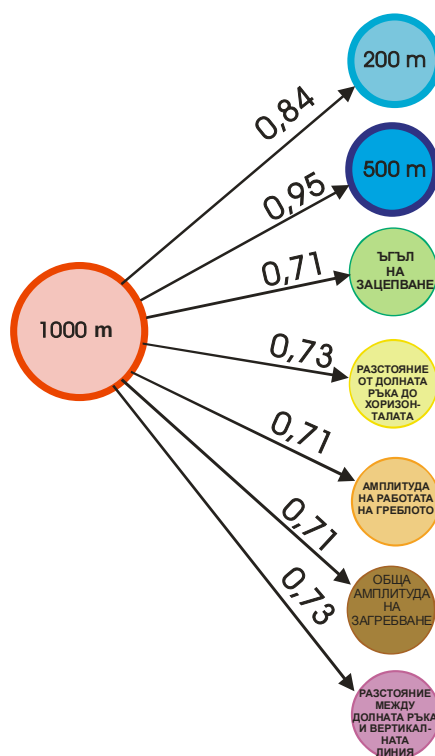 200 m
0,84
500 m
0,95
ЪГЪЛ
НА
ЗАЦЕПВАНЕ
0,71
1000 m
0,73
РАЗСТОЯНИЕ
ОТ ДОЛНАТА
РЪКА ДО
ХОРИЗОН-
ТАЛАТА
0,71
АМПЛИТУДА
НА РАБОТАТА
НА ГРЕБЛОТО
0,71
ОБЩА
АМПЛИТУДА
НА
ЗАГРЕБВАНЕ
0,73
РАЗСТОЯНИЕ
МЕЖДУ
ДОЛНАТА РЪКА
И ВЕРТИКАЛ-
НАТА
ЛИНИЯ